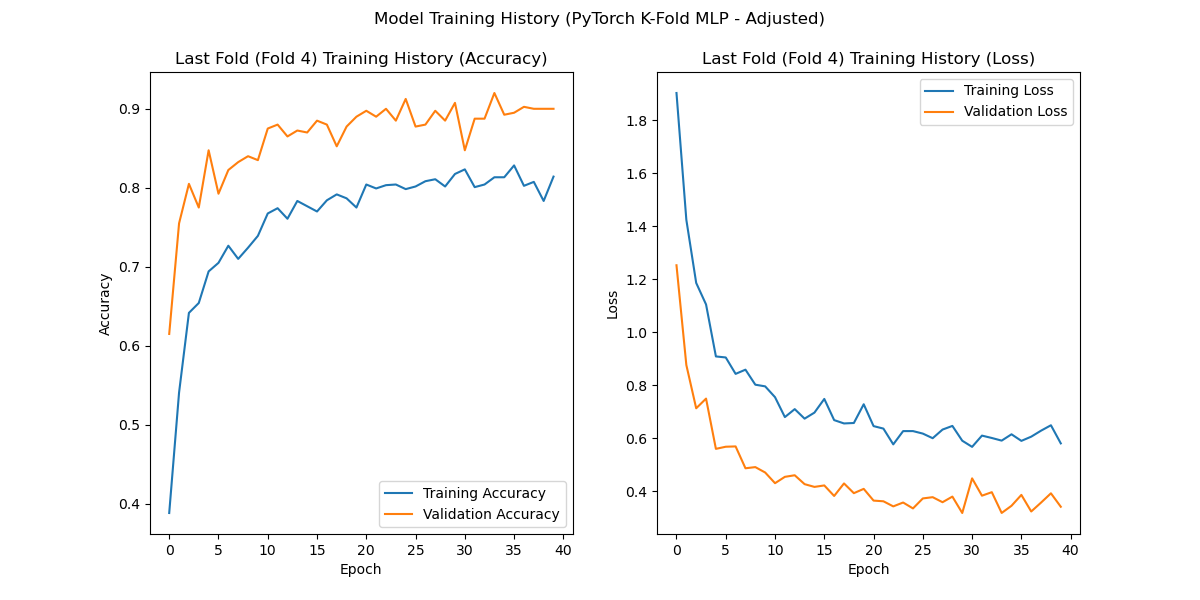 Model Training History (PyTorch K-Fold MLP - Adjusted)
Last Fold (Fold 4) Training History (Accuracy)
0.9
0.8
0.7
0.6
0.5
0.4
Accuracy
0 5 10 15 20 25 30 35 40
Epoch
Training Accuracy
Validation Accuracy
Last Fold (Fold 4) Training History (Loss)
Training Loss
Validation Loss
1.8
1.6
1.4
1.2
1.0
0.8
0.6
0.4
Loss
0 5 10 15 20 25 30 35 40
Epoch